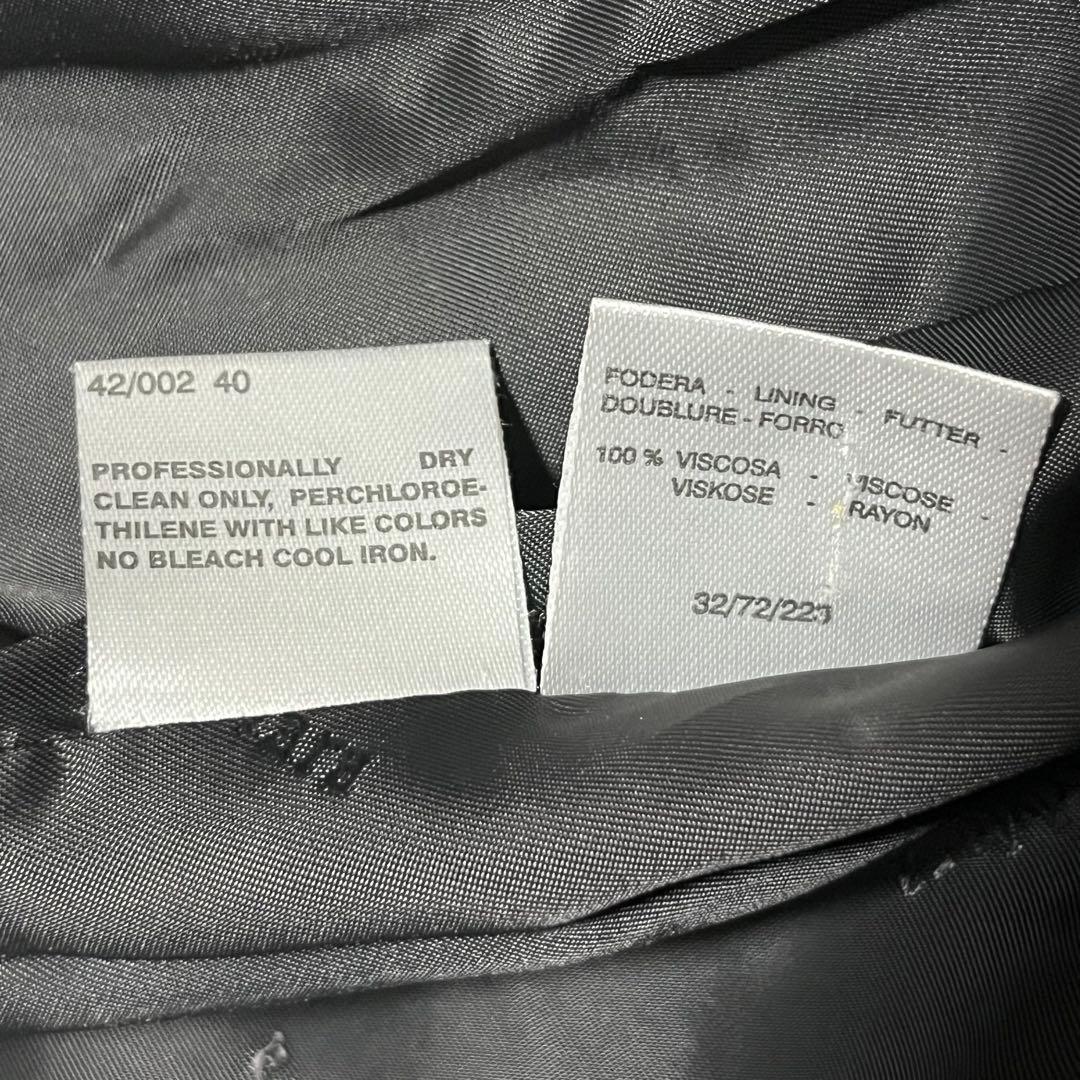 42/002 40
PROFESSIONALLY DRY
CLEAN ONLY, PERCHLOROE-
THILENE WITH LIKE COLORS
NO BLEACH COOL IRON.
FODERA - LINING - FUTTER -
DOUBLURE - FORRO
100 % VISCOSA - VISCOSE -
VISKOSE - RAYON
32/72/223